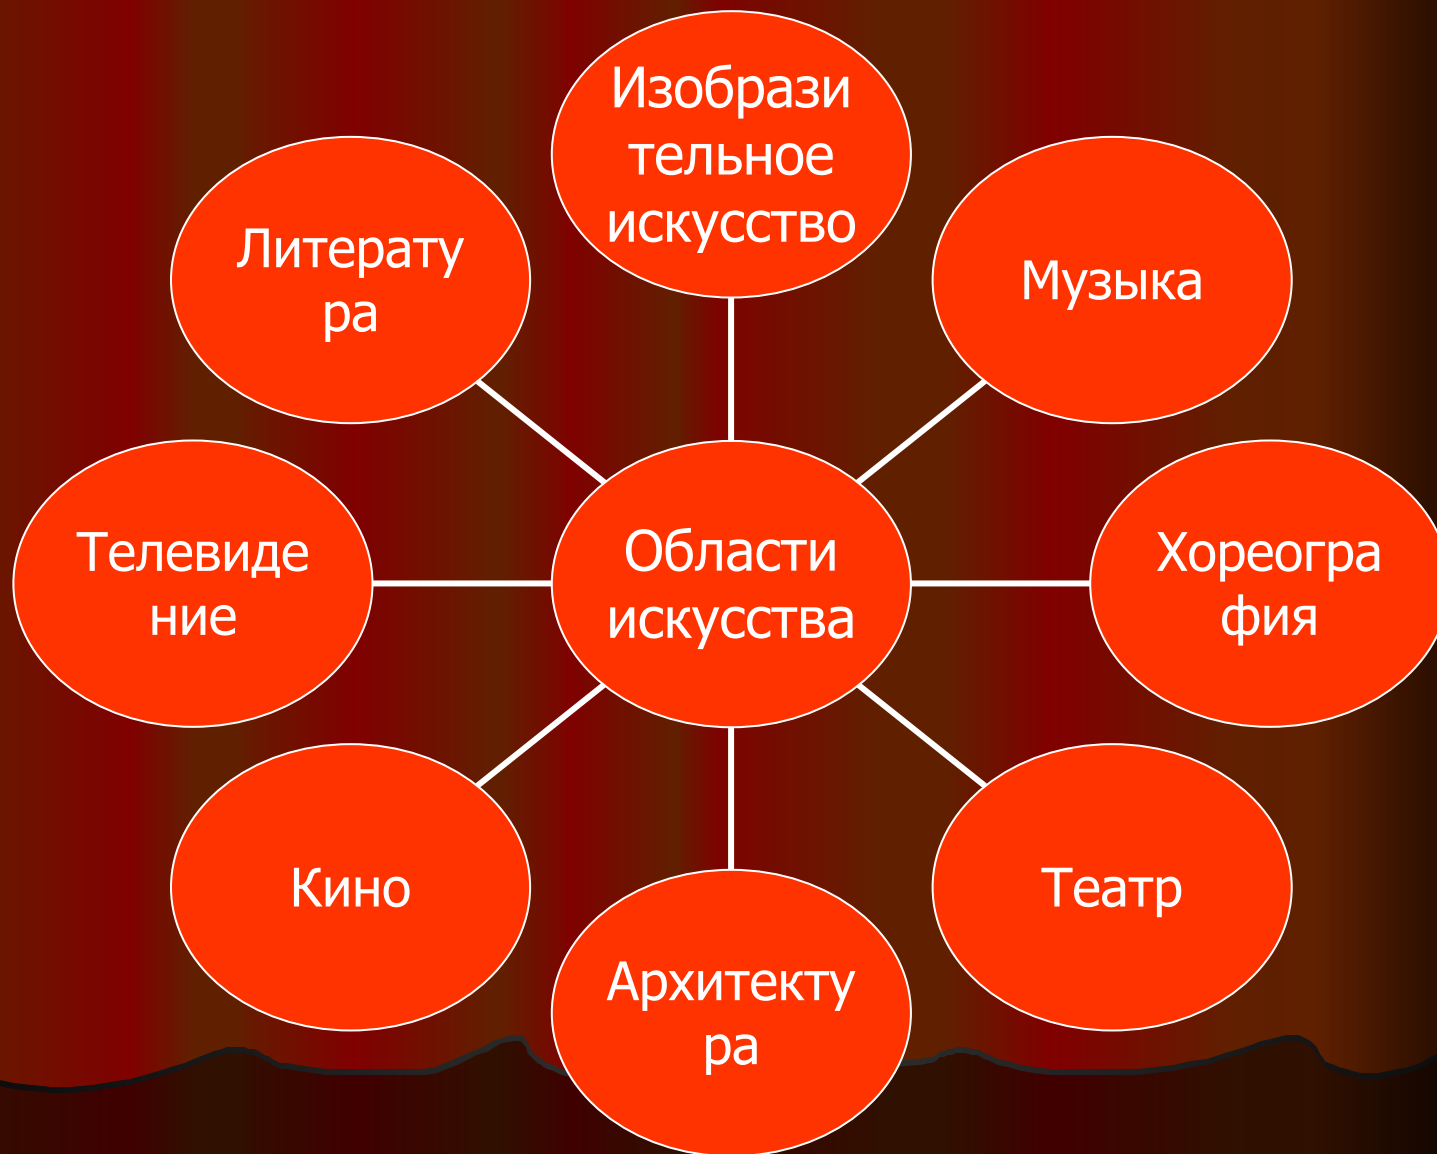 Изобрази
тельное
искусство
Музыка
Хореогра
фия
Театр
Архитекту
ра
Кино
Телевиде
ние
Литерату
ра
Области
искусства